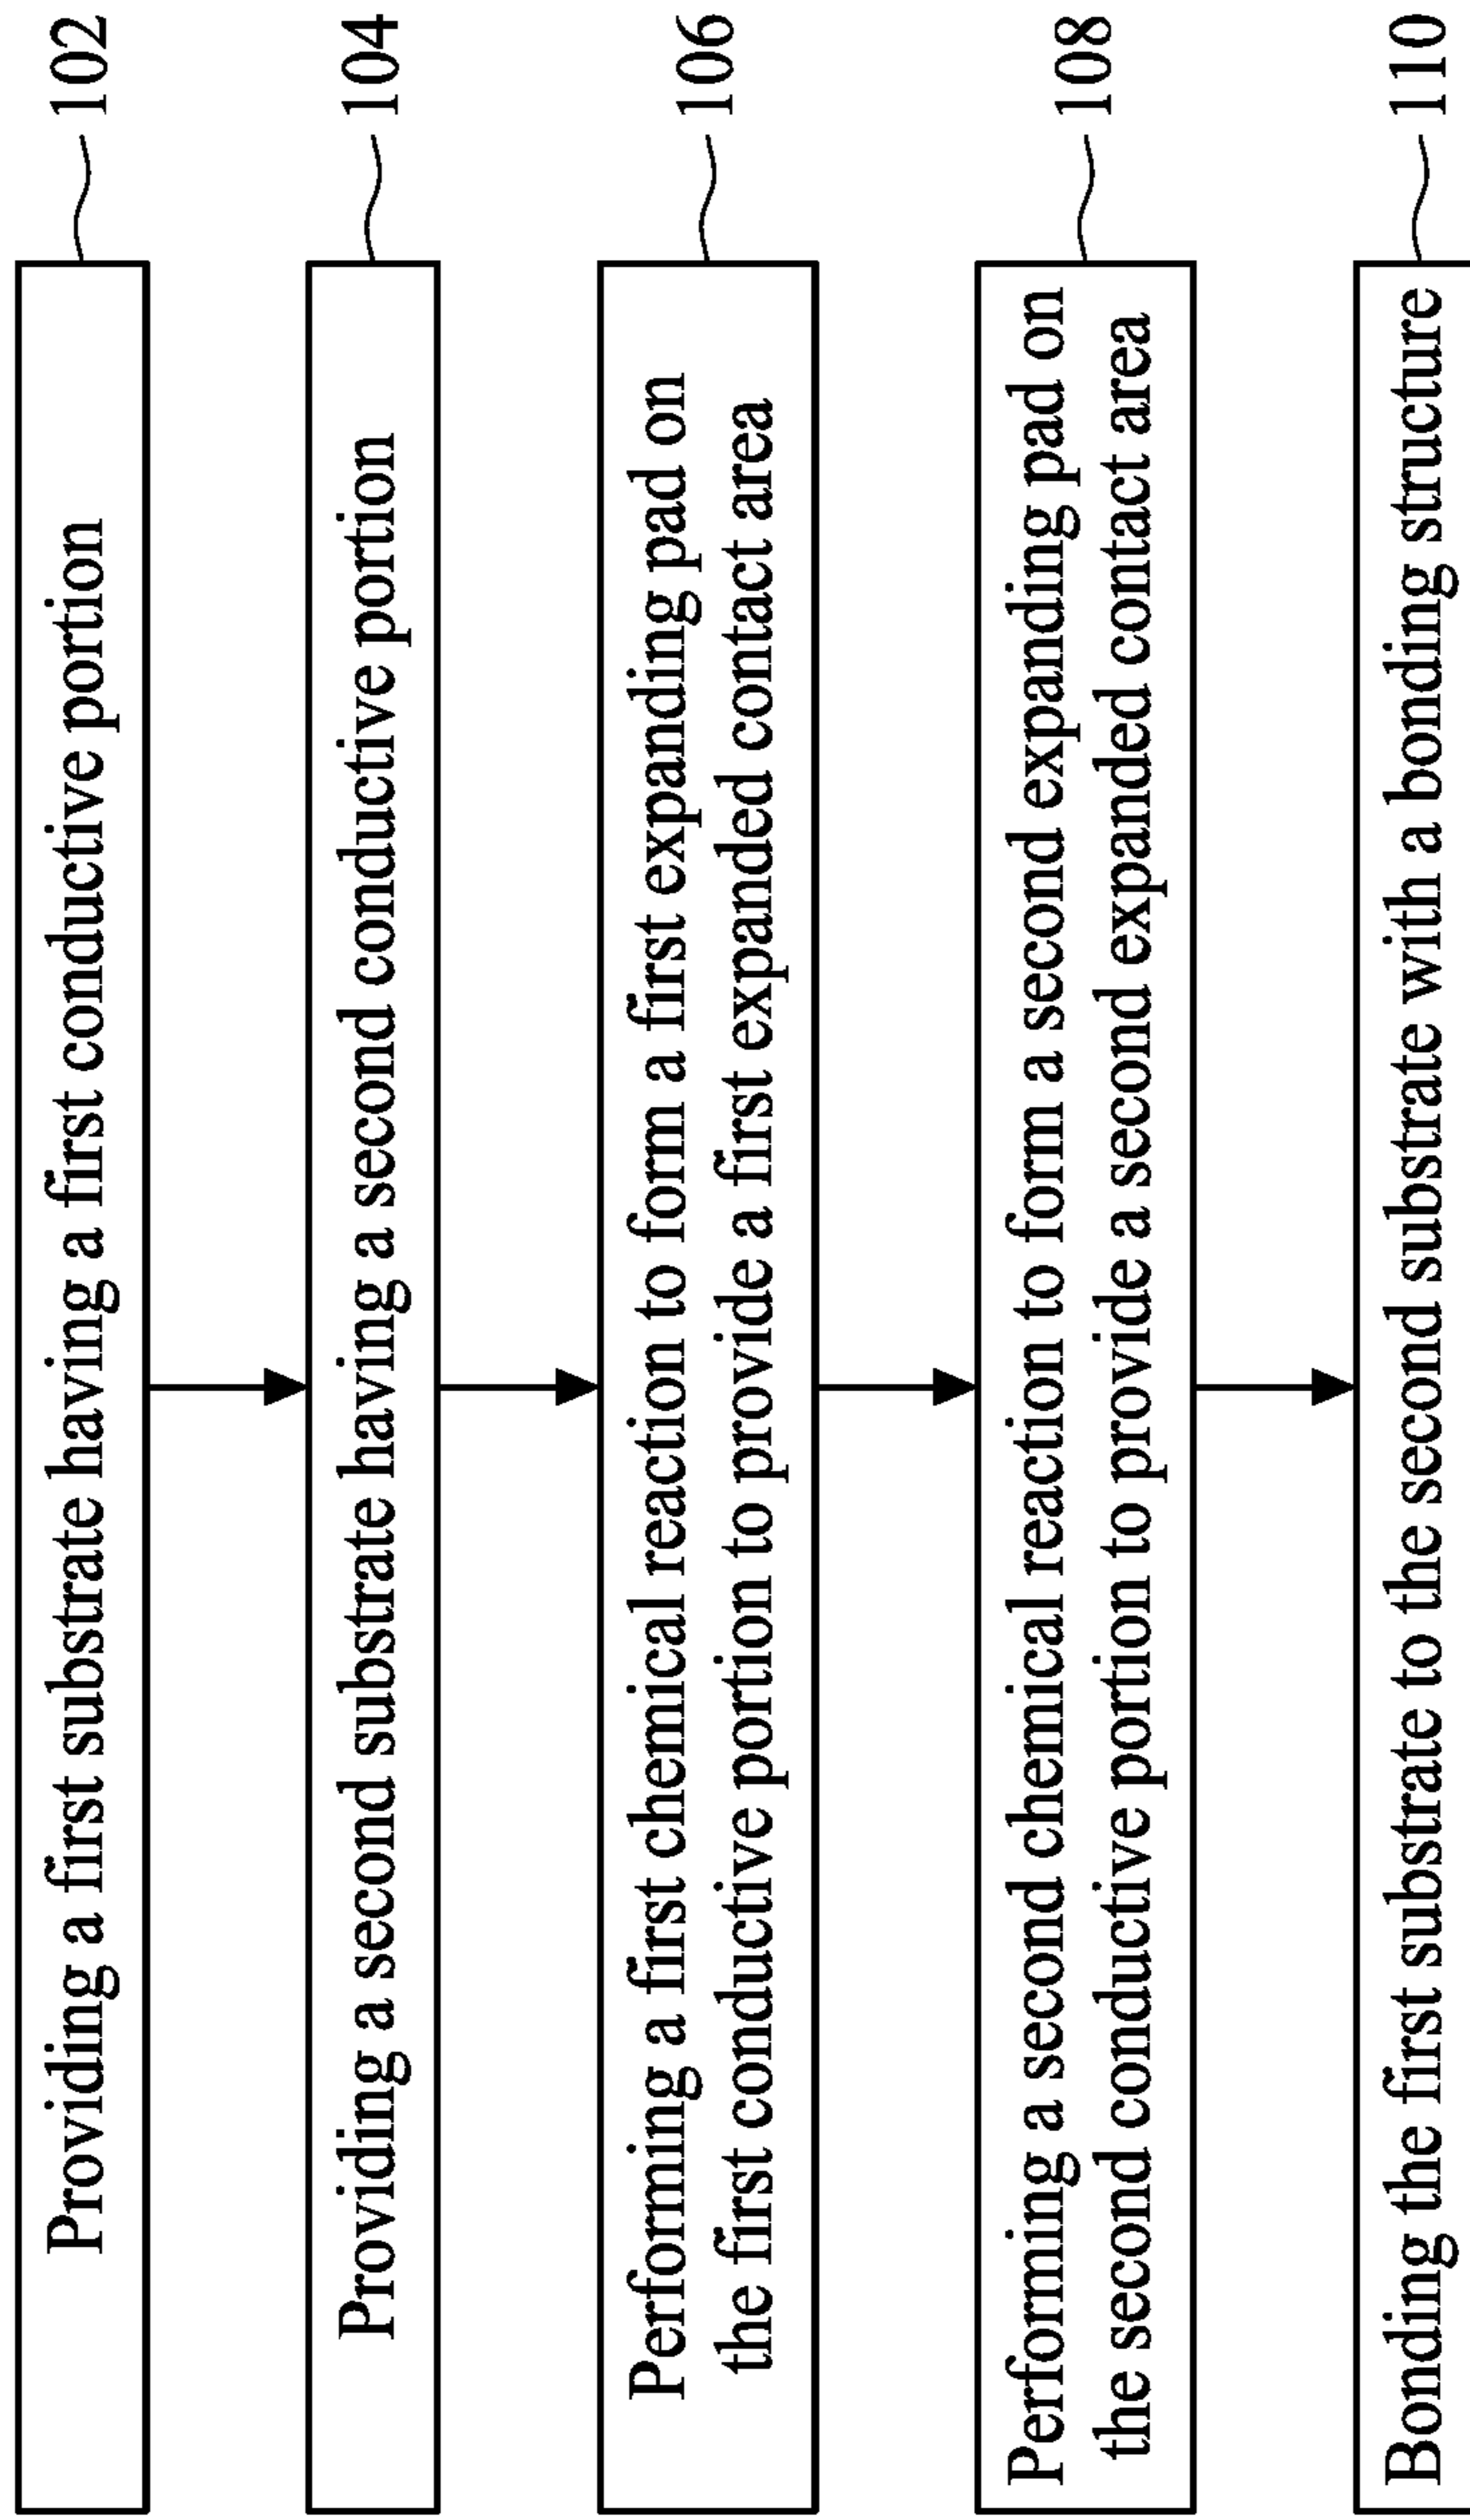 Providing a first substrate having a first conductive portion
102
Providing a second substrate having a second conductive portion
104
Performing a first chemical reaction to form a first expanding pad on
the first conductive portion to provide a first expanded contact area
106
Performing a second chemical reaction to form a second expanding pad on
the second conductive portion to provide a second expanded contact area
108
Bonding the first substrate to the second substrate with a bonding structure
110